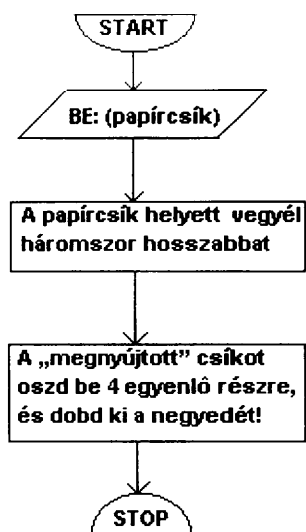 START
BE: (papírcsík)
A papírcsík helyett vegyél
háromszor hosszabbat
A „megnyújtott” csíkot
oszd be 4 egyenlô részre,
és dobd ki a negyedét!
STOP